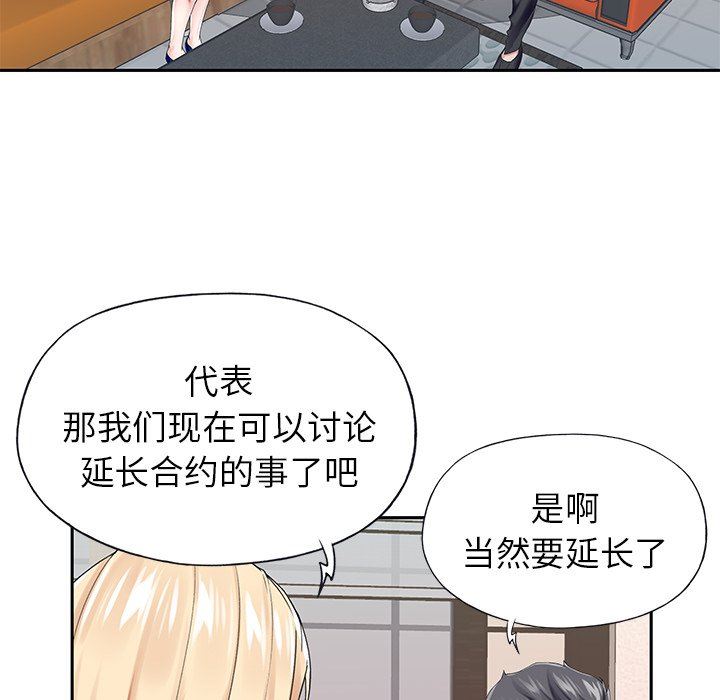 代表
那我们现在可以讨论
延长合约的事了吧
是啊
当然要延长了